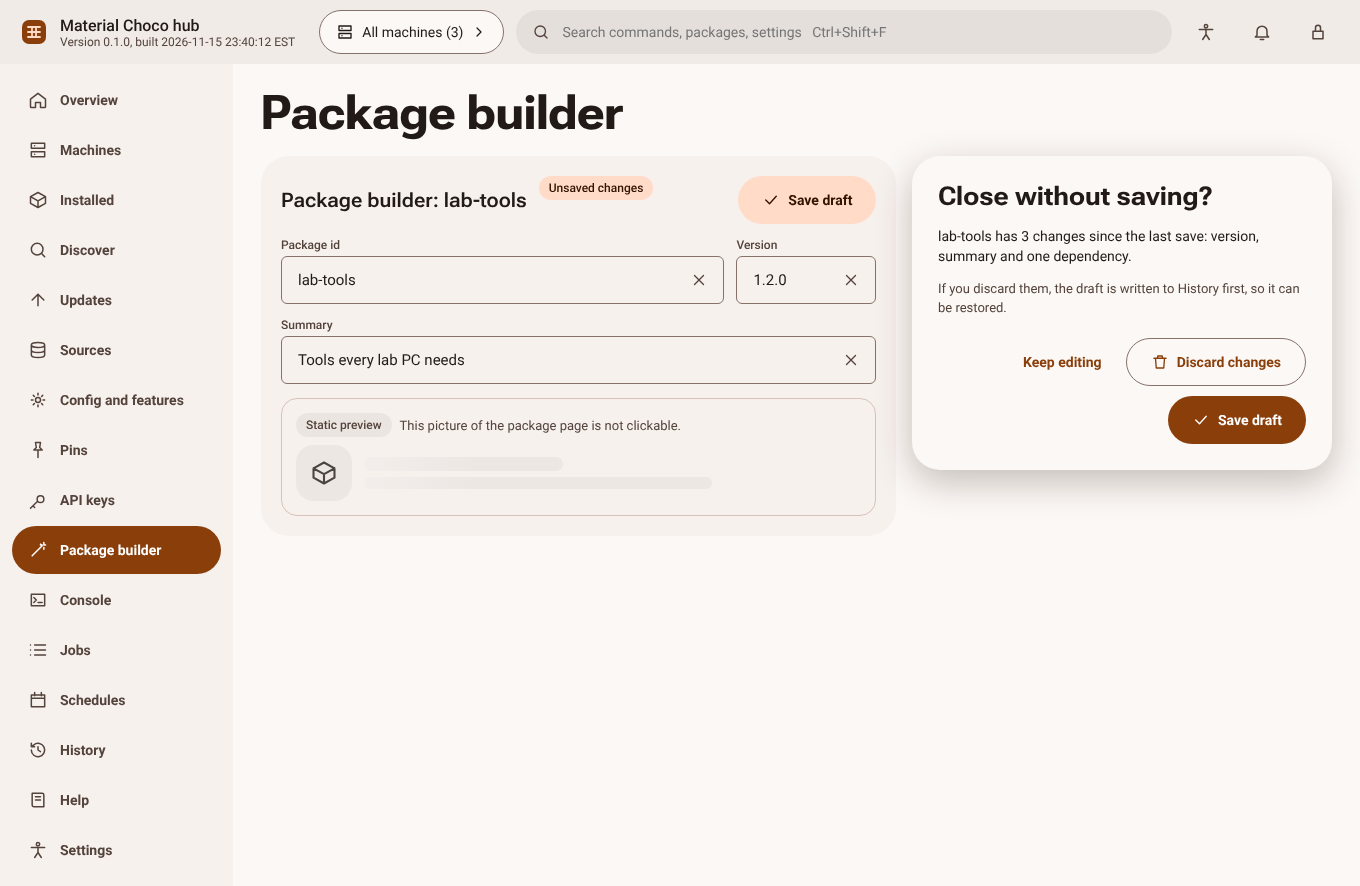 Material Choco hub
Version 0.1.0, built 2026-11-15 23:40:12 EST
All machines (3)
Search commands, packages, settings Ctrl+Shift+F
Overview
Machines
Installed
Discover
Updates
Sources
Config and features
Pins
API keys
Package builder
Console
Jobs
Schedules
History
Help
Settings
Package builder
Package builder: lab-tools
Unsaved changes
Save draft
Package id
Version
lab-tools
1.2.0
Summary
Tools every lab PC needs
Static preview
This picture of the package page is not clickable.
Close without saving?
lab-tools has 3 changes since the last save: version,
summary and one dependency.
If you discard them, the draft is written to History first, so it can
be restored.
Keep editing
Discard changes
Save draft